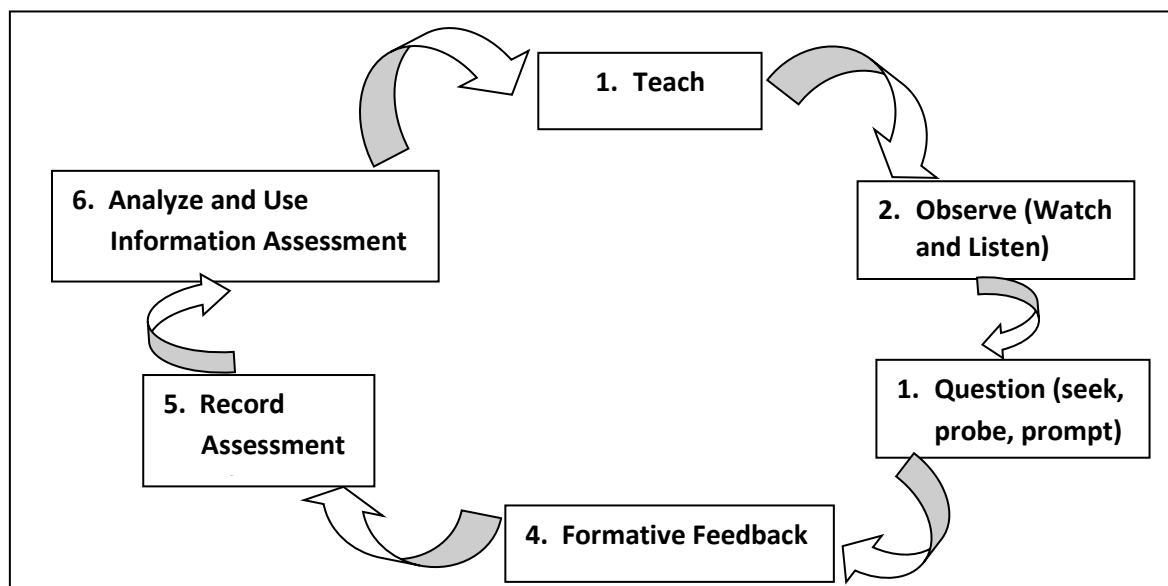 1. Teach
2. Observe (Watch
and Listen)
1. Question (seek,
probe, prompt)
4. Formative Feedback
5. Record
Assessment
6. Analyze and Use
Information Assessment